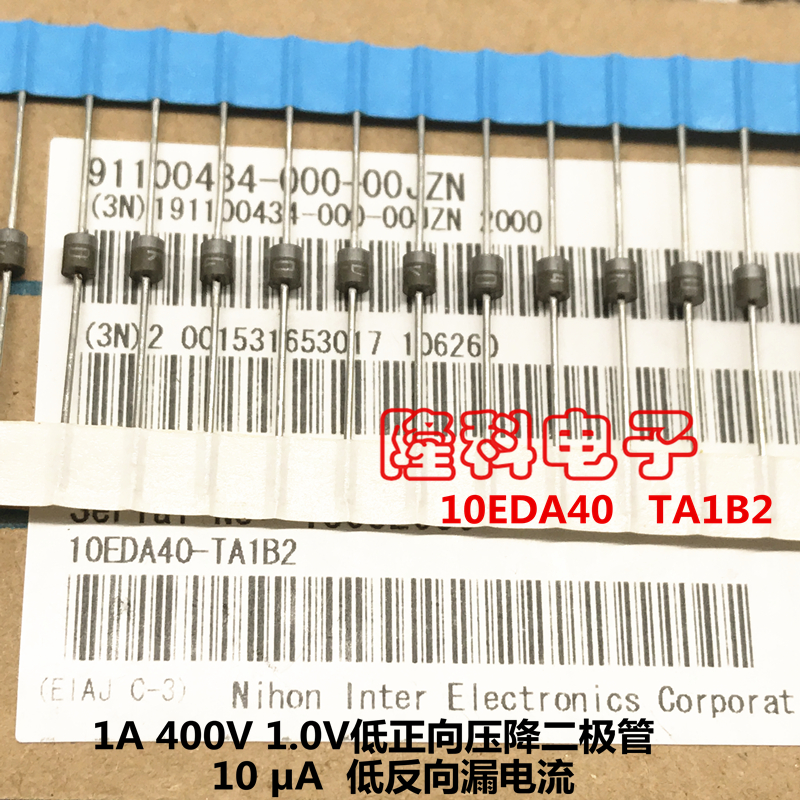 91100434-000-00JZN
(3N)191100434-000-00JZN 2000
(3N)2 001531653017 106260
隆科电子
10EDA40 TA1B2
Serial No
10EDA40-TA1B2
(EIAJ C-3) Nihon Inter Electronics Corporat
1A 400V 1.0V低正向压降二极管
10 μA 低反向漏电流